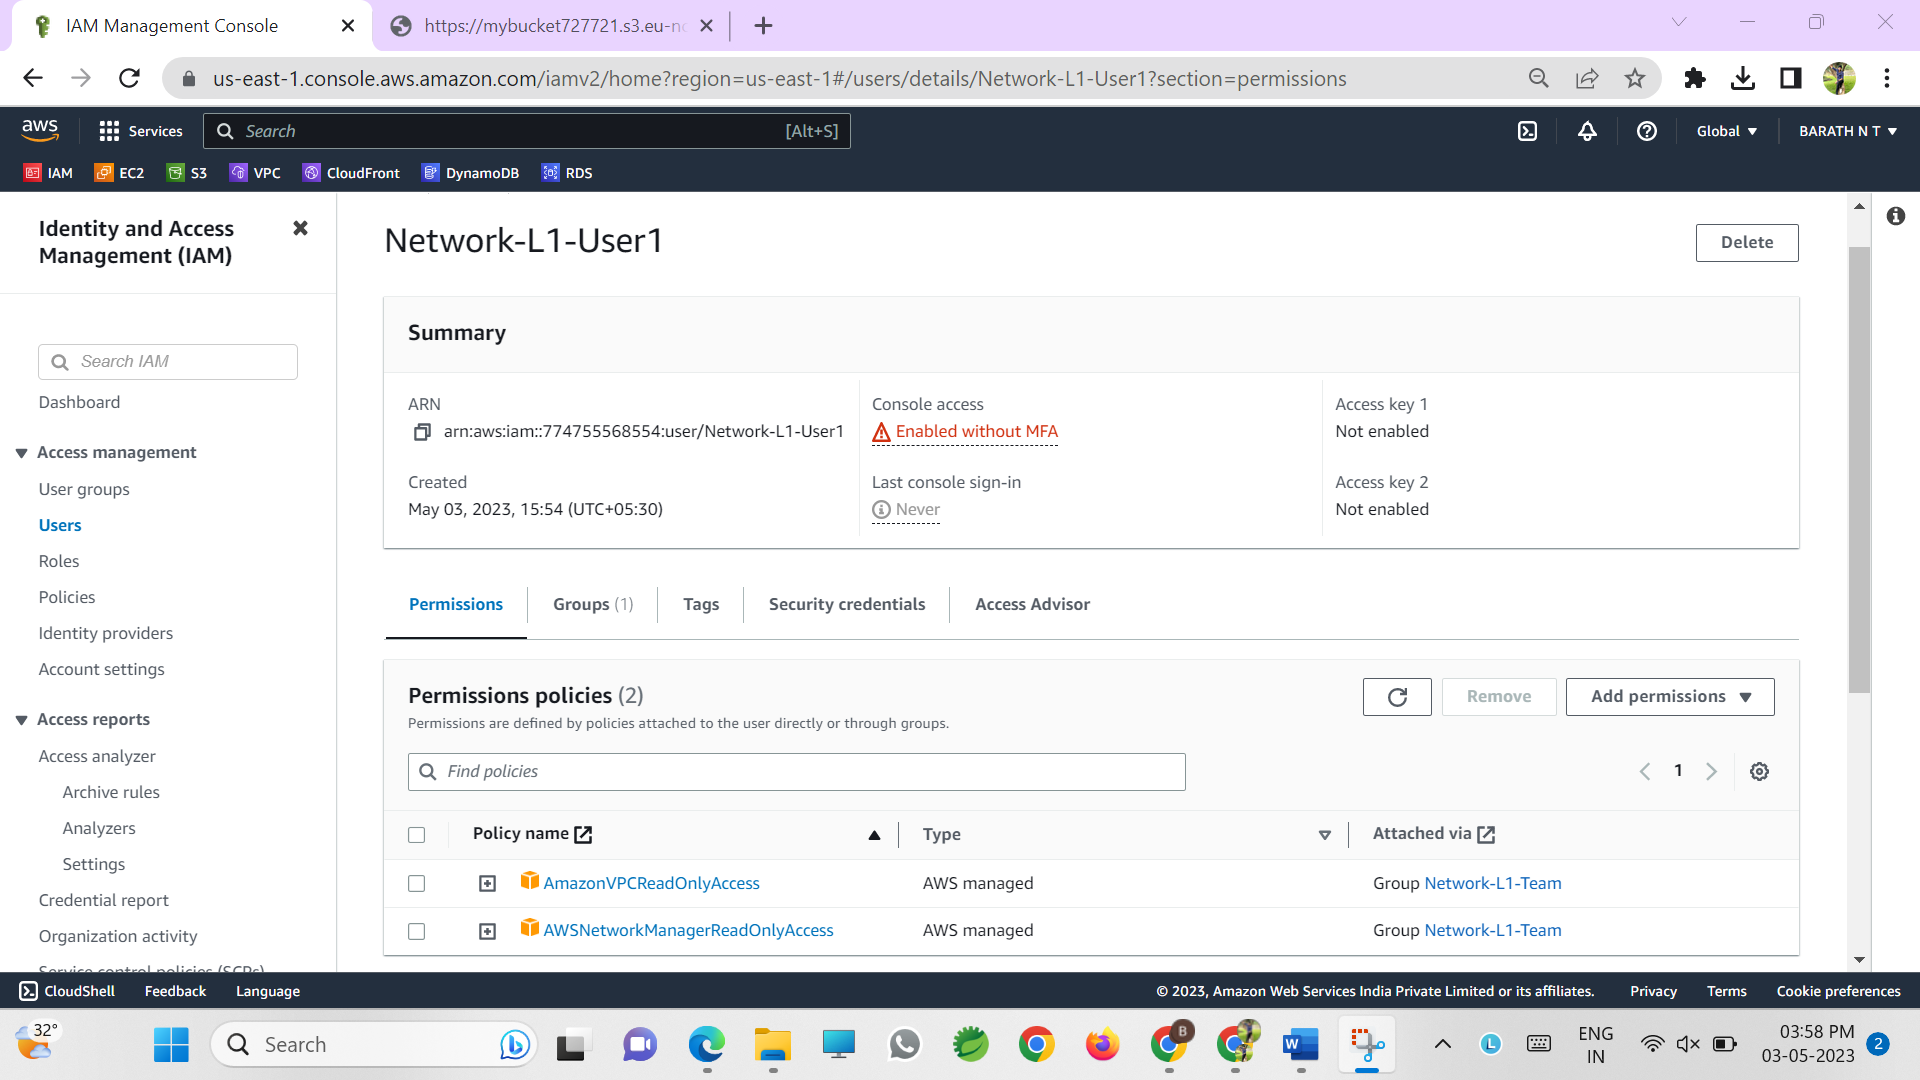 IAM Management Console
https://mybucket727721.s3.eu-no
us-east-1.console.aws.amazon.com/iamv2/home?region=us-east-1#/users/details/Network-L1-User1?section=permissions
aws
Services
Search
[Alt+S]
Global
BARATH N T
IAM
EC2
S3
VPC
CloudFront
DynamoDB
RDS
Identity and Access
Management (IAM)
Search IAM
Dashboard
Access management
User groups
Users
Roles
Policies
Identity providers
Account settings
Access reports
Access analyzer
Archive rules
Analyzers
Settings
Credential report
Organization activity
Service control policies (SCPs)
Network-L1-User1
Delete
Summary
ARN
arn:aws:iam::774755568554:user/Network-L1-User1
Console access
Enabled without MFA
Access key 1
Not enabled
Created
May 03, 2023, 15:54 (UTC+05:30)
Last console sign-in
Never
Access key 2
Not enabled
Permissions
Groups (1)
Tags
Security credentials
Access Advisor
Permissions policies (2)
Permissions are defined by policies attached to the user directly or through groups.
Remove
Add permissions
Find policies
1
Policy name
Type
Attached via
AmazonVPCReadOnlyAccess
AWS managed
Group Network-L1-Team
AWSNetworkManagerReadOnlyAccess
AWS managed
Group Network-L1-Team
CloudShell
Feedback
Language
© 2023, Amazon Web Services India Private Limited or its affiliates.
Privacy
Terms
Cookie preferences
32°
Search
B
W
L
ENG
IN
03:58 PM
03-05-2023
2